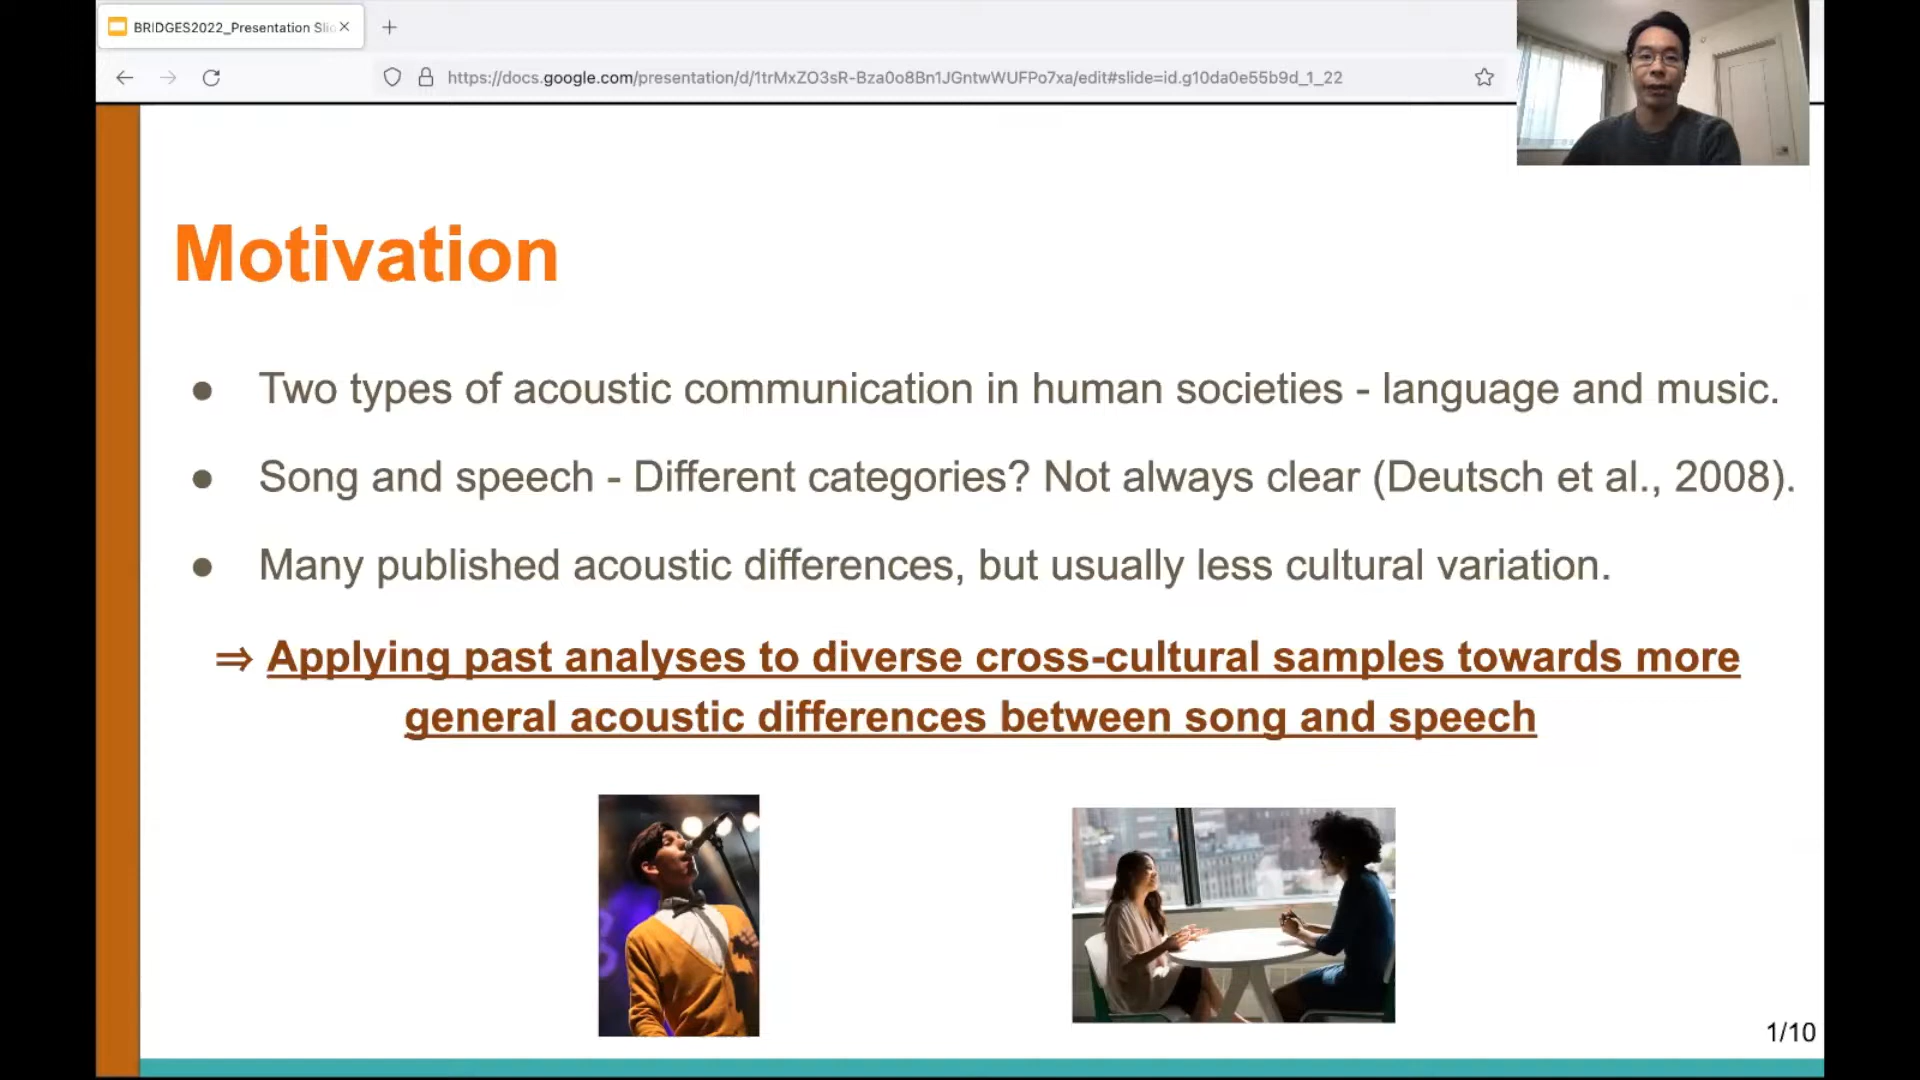 BRIDGES2022_Presentation Slid
https://docs.google.com/presentation/d/1trMxZO3sR-Bza0o8Bn1JGntwWUFPo7xa/edit#slide=id.g10da0e55b9d_1_22
Motivation
● Two types of acoustic communication in human societies - language and music.
● Song and speech - Different categories? Not always clear (Deutsch et al., 2008).
● Many published acoustic differences, but usually less cultural variation.
⇒ Applying past analyses to diverse cross-cultural samples towards more
general acoustic differences between song and speech
1/10